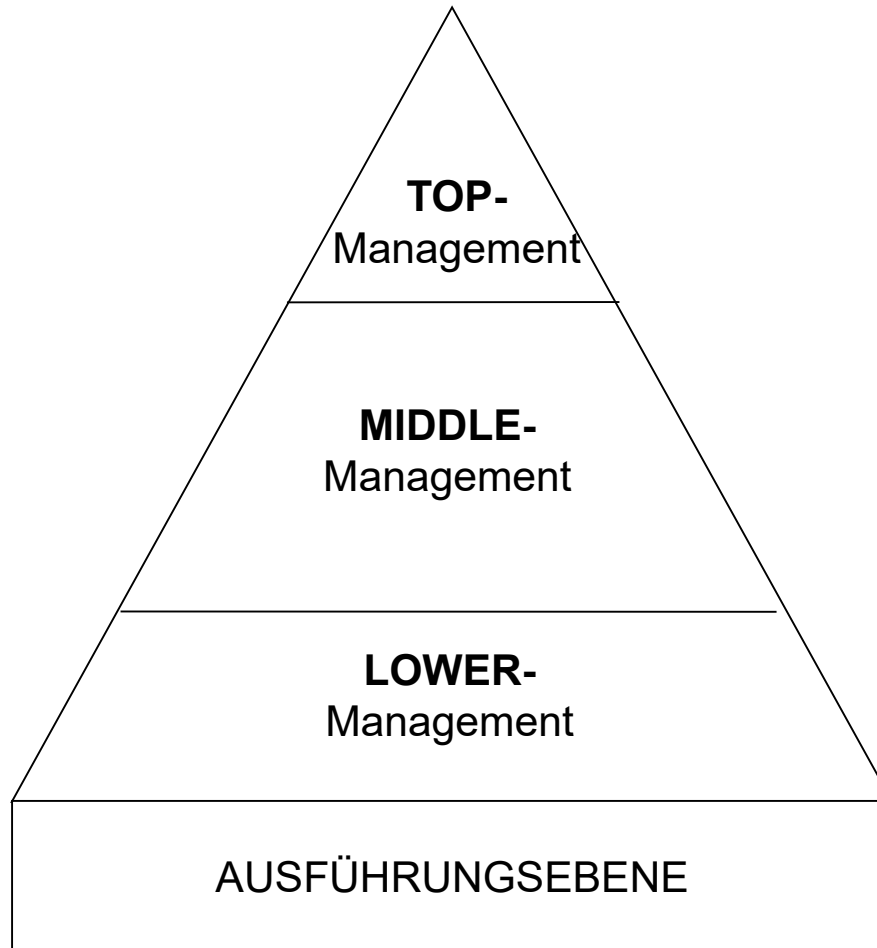 TOP-
Management
MIDDLE-
Management
LOWER-
Management
AUSFÜHRUNGSEBENE